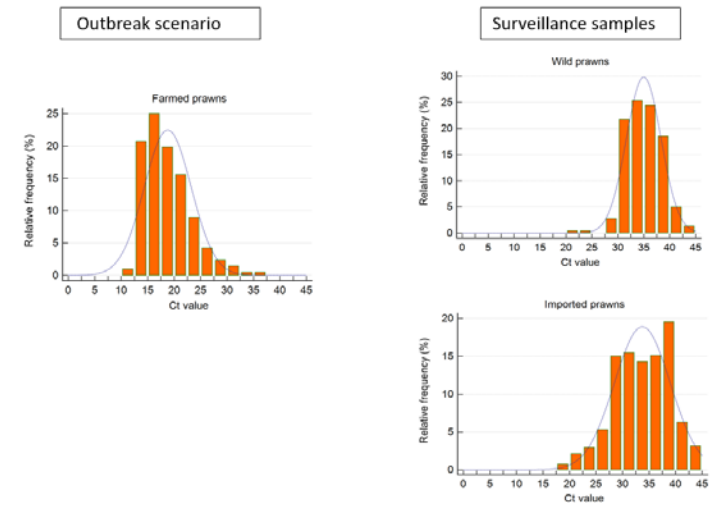 Outbreak scenario
Surveillance samples
Farmed prawns
Relative frequency (%)
25
20
15
10
5
0
0 5 10 15 20 25 30 35 40 45
Ct value
Wild prawns
Relative frequency (%)
30
25
20
15
10
5
0
0 5 10 15 20 25 30 35 40 45
Ct value
Imported prawns
Relative frequency (%)
20
15
10
5
0
0 5 10 15 20 25 30 35 40 45
Ct value